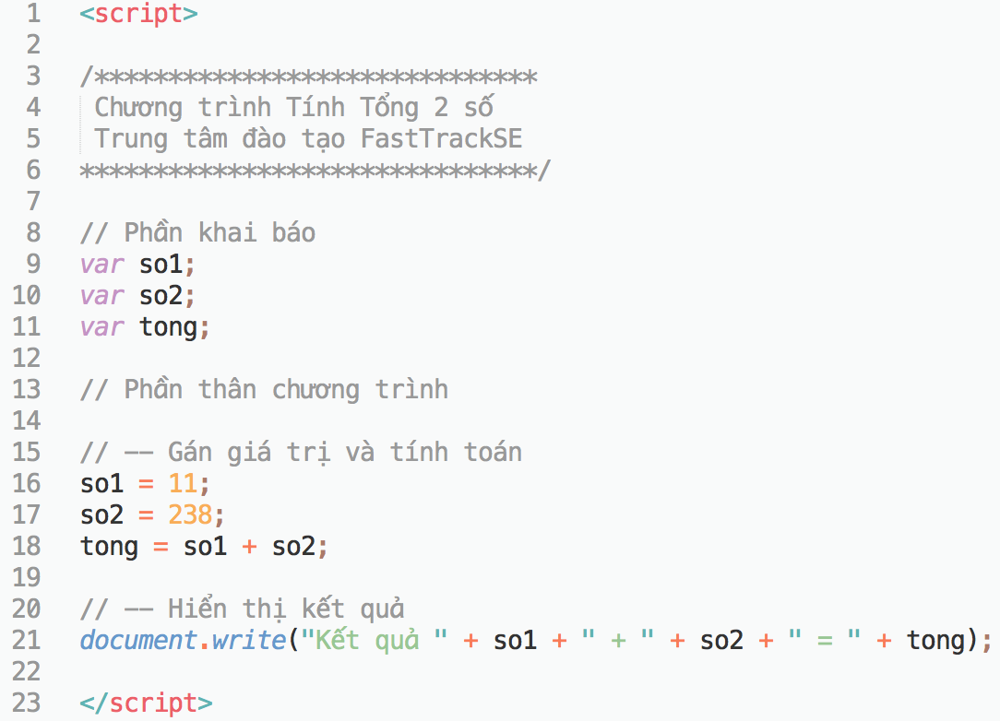 1 <script>
2
3 /******************************
4 Chương trình Tính Tổng 2 số
5 Trung tâm đào tạo FastTrackSE
6 *******************************/
7
8 // Phần khai báo
9 var so1;
10 var so2;
11 var tong;
12
13 // Phần thân chương trình
14
15 // -- Gán giá trị và tính toán
16 so1 = 11;
17 so2 = 238;
18 tong = so1 + so2;
19
20 // -- Hiển thị kết quả
21 document.write("Kết quả " + so1 + " + " + so2 + " = " + tong);
22
23 </script>